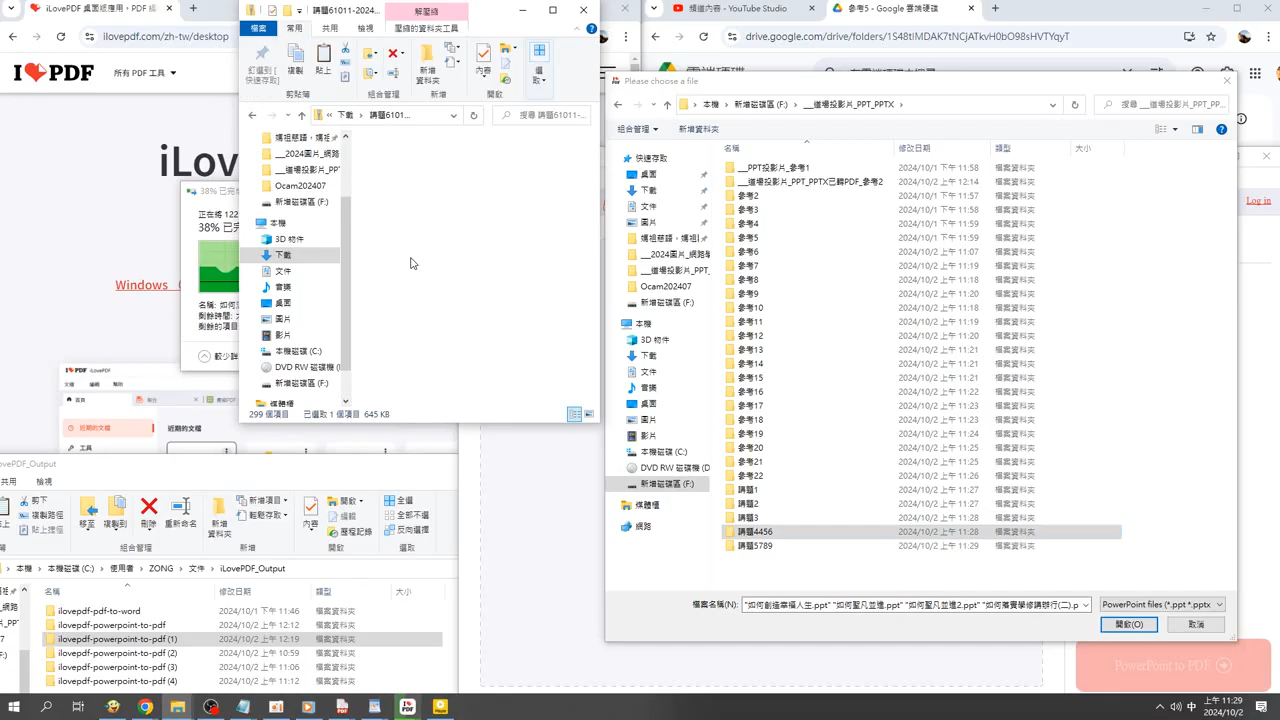 iLovePDF 桌面版應用。PDF 編
講題61011-2024...
解壓縮
頻道內容 - YouTube Studio
參考5 - Google 雲端硬碟
ilovepdf.com/zh-tw/desktop
檔案
常用
共用
檢視
壓縮的資料夾工具
drive.google.com/drive/folders/1S48tIMDAK7tNCjATkvH0bO98sHVTYqyT
I PDF
所有 PDF 工具
釘選到 [
快速存取]
複製
貼上
新增
資料夾
內容
選
取
剪貼簿
組合管理
新增
開啟
Please choose a file
« 下載 › 講題6101...
搜尋 講題61011-...
本機 › 新增磁碟區 (F:) › ___道場投影片_PPT_PPTX ›
搜尋 ___道場投影片_PPT_PPTX...
組合管理
新增資料夾
名稱
修改日期
類型
大小
iLov
38% 已完
正在將 122
38% 已完成
名稱: 如何
剩餘時間: 大
剩餘的項目
較少詳
Windows
媽祖慈語，媽祖
___2024圖片_網路
___道場投影片_PP
Ocam202407
新增磁碟區 (F:)
本機
3D 物件
下載
文件
音樂
桌面
圖片
影片
本機磁碟 (C:)
DVD RW 磁碟機 (
新增磁碟區 (F:)
媒體櫃
299 個項目
已選取 1 個項目 645 KB
快速存取
桌面
下載
文件
圖片
媽祖慈語，媽祖
___2024圖片_網路
___道場投影片_PPT_
Ocam202407
新增磁碟區 (F:)
本機
3D 物件
下載
文件
音樂
桌面
圖片
影片
本機磁碟 (C:)
DVD RW 磁碟機 (D
新增磁碟區 (F:)
媒體櫃
網路
___PPT投影片_參考1 2024/10/1 下午 11:58 檔案資料夾
___道場投影片_PPT_PPTX已轉PDF_參考2 2024/10/2 上午 12:14 檔案資料夾
參考2 2024/10/1 下午 11:57 檔案資料夾
參考3 2024/10/1 下午 11:58 檔案資料夾
參考4 2024/10/1 下午 11:59 檔案資料夾
參考5 2024/10/1 下午 11:59 檔案資料夾
參考6 2024/10/2 上午 11:07 檔案資料夾
參考7 2024/10/2 上午 11:19 檔案資料夾
參考8 2024/10/2 上午 11:18 檔案資料夾
參考9 2024/10/2 上午 11:18 檔案資料夾
參考10 2024/10/2 上午 11:18 檔案資料夾
參考11 2024/10/2 上午 11:19 檔案資料夾
參考12 2024/10/2 上午 11:20 檔案資料夾
參考13 2024/10/2 上午 11:20 檔案資料夾
參考14 2024/10/2 上午 11:21 檔案資料夾
參考15 2024/10/2 上午 11:21 檔案資料夾
參考16 2024/10/2 上午 11:21 檔案資料夾
參考17 2024/10/2 上午 11:22 檔案資料夾
參考18 2024/10/2 上午 11:23 檔案資料夾
參考19 2024/10/2 上午 11:24 檔案資料夾
參考20 2024/10/2 上午 11:24 檔案資料夾
參考21 2024/10/2 上午 11:25 檔案資料夾
參考22 2024/10/2 上午 11:26 檔案資料夾
講題1 2024/10/2 上午 11:27 檔案資料夾
講題2 2024/10/2 上午 11:28 檔案資料夾
講題3 2024/10/2 上午 11:28 檔案資料夾
講題4456 2024/10/2 上午 11:28 檔案資料夾
講題5789 2024/10/2 上午 11:29 檔案資料夾
檔案名稱(N):
"如何創造幸福人生.ppt" "如何聖凡並進.ppt" "如何聖凡並進2.ppt" "如何落實學修講辦行(二).p
PowerPoint files (*.ppt *.pptx
開啟(O)
取消
Log in
PowerPoint to PDF
I PDF iLovePDF
文檔 編輯 幫助
首頁
近期的文檔
近期的文檔
工具
ovePDF_Output
共用
檢視
剪下
複製路徑
貼上捷徑
移至
複製到
刪除
重新命名
新增
資料夾
新增項目
輕鬆存取
內容
開啟
編輯
歷程記錄
全選
全部不選
反向選擇
組合管理
新增
開啟
選取
本機 › 本機磁碟 (C:) › 使用者 › ZONG › 文件 › iLovePDF_Output
名稱
修改日期
類型
大小
ilovepdf-pdf-to-word 2024/10/1 下午 11:46 檔案資料夾
ilovepdf-powerpoint-to-pdf 2024/10/2 上午 12:12 檔案資料夾
ilovepdf-powerpoint-to-pdf (1) 2024/10/2 上午 12:19 檔案資料夾
ilovepdf-powerpoint-to-pdf (2) 2024/10/2 上午 10:59 檔案資料夾
ilovepdf-powerpoint-to-pdf (3) 2024/10/2 上午 11:06 檔案資料夾
ilovepdf-powerpoint-to-pdf (4) 2024/10/2 上午 11:12 檔案資料夾
中
上午 11:29
2024/10/2